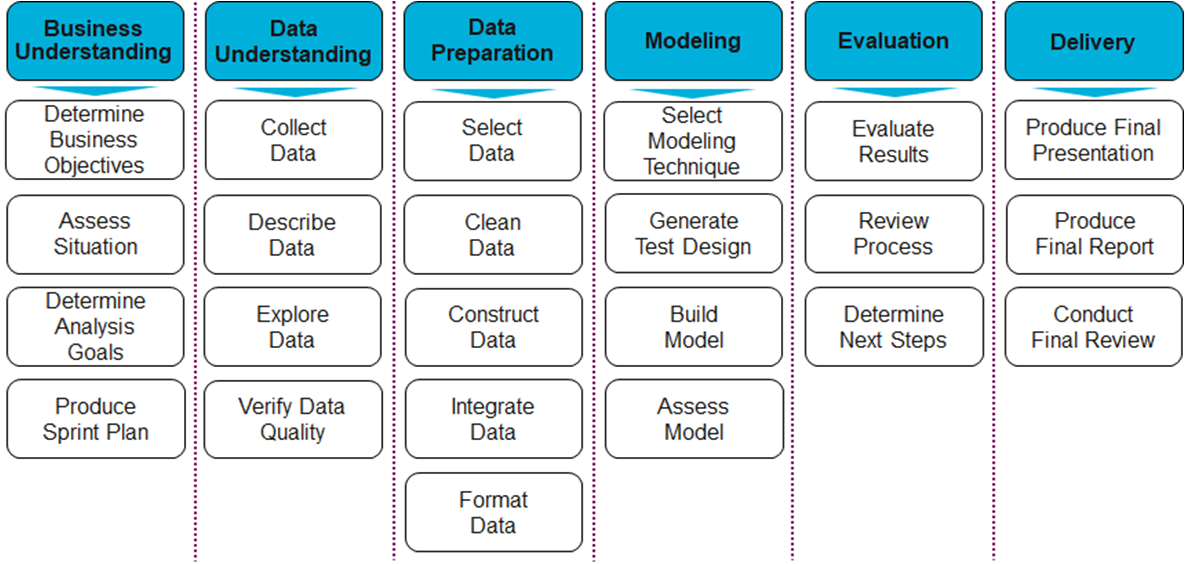 Business
Understanding
Determine
Business
Objectives
Assess
Situation
Determine
Analysis
Goals
Produce
Sprint Plan
Data
Understanding
Collect
Data
Describe
Data
Explore
Data
Verify Data
Quality
Data
Preparation
Select
Data
Clean
Data
Construct
Data
Integrate
Data
Format
Data
Modeling
Select
Modeling
Technique
Generate
Test Design
Build
Model
Assess
Model
Evaluation
Evaluate
Results
Review
Process
Determine
Next Steps
Delivery
Produce Final
Presentation
Produce
Final Report
Conduct
Final Review